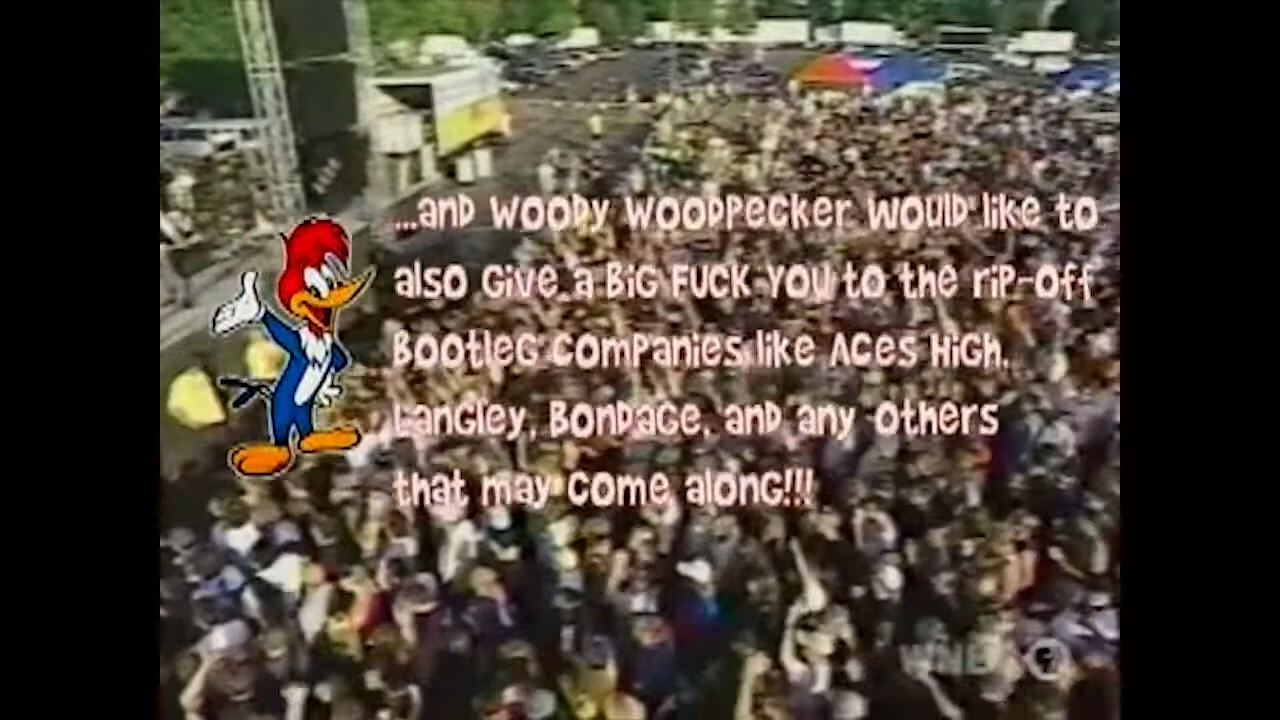 ...and Woody Woodpecker would like to
also give a big FUCK YOU to the rip-off
bootleg companies like Aces High,
Langley, Bondage, and any others
that may come along!!!